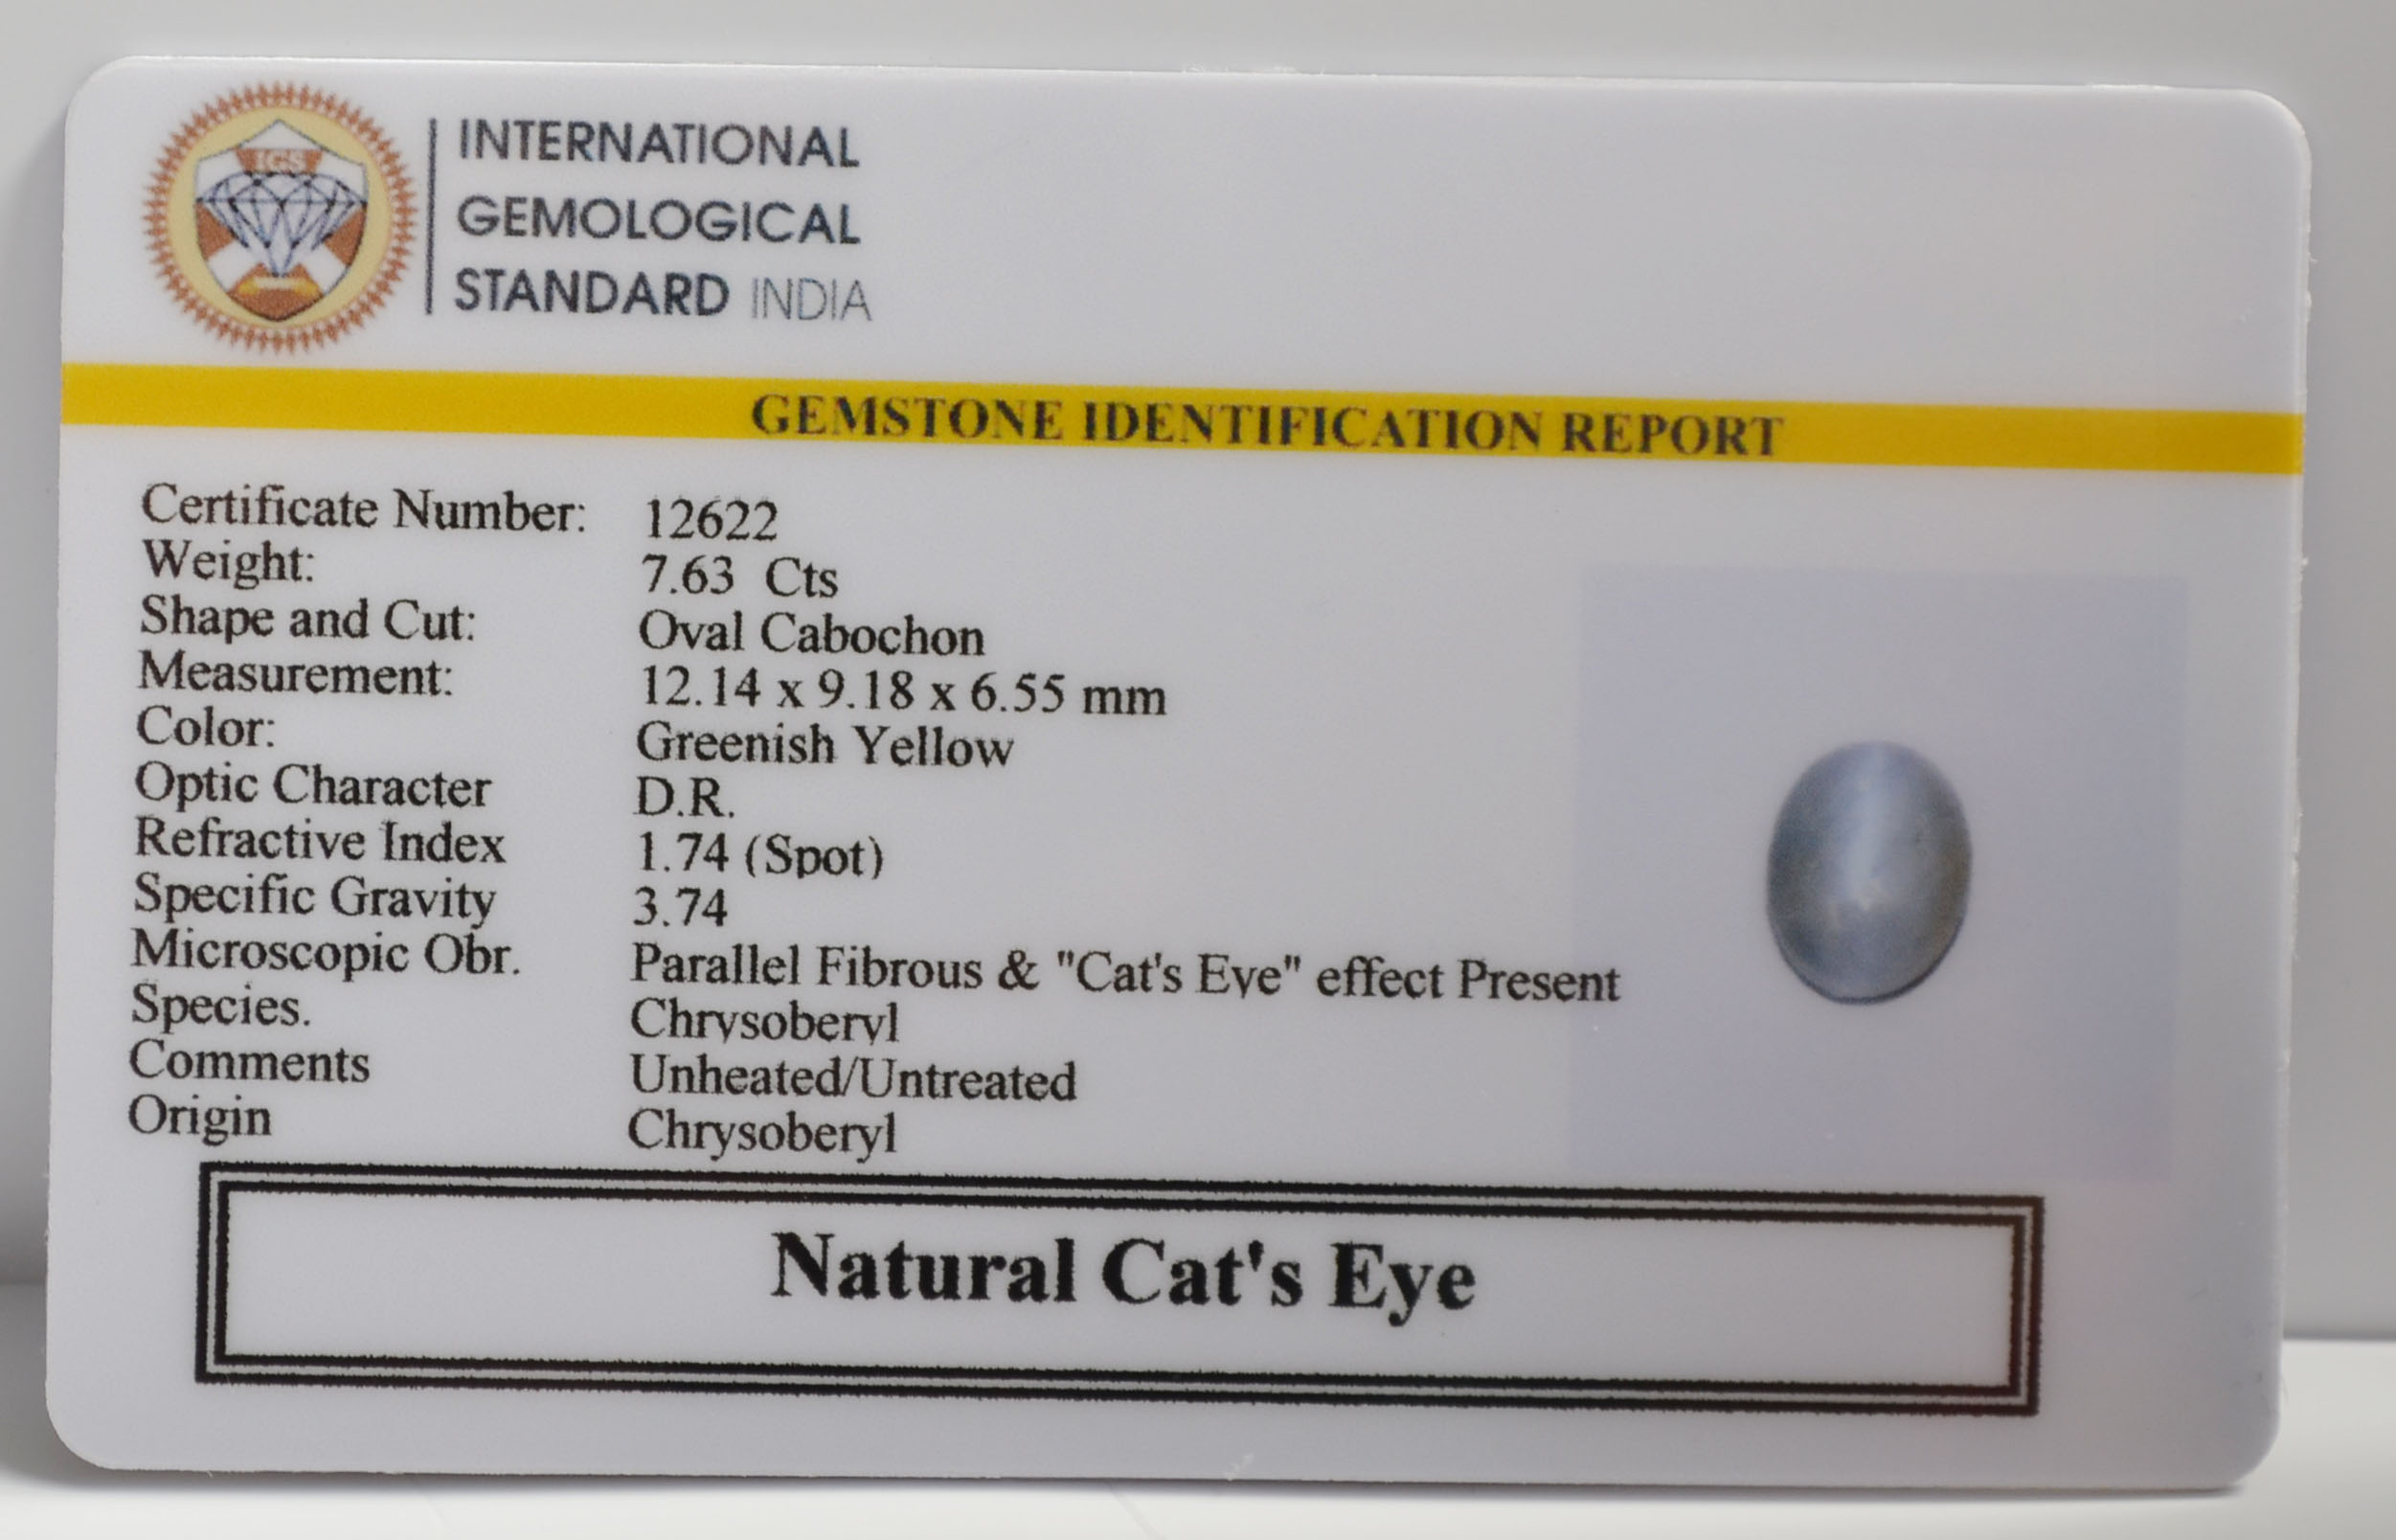 IGS
INTERNATIONAL
GEMOLOGICAL
STANDARD INDIA
GEMSTONE IDENTIFICATION REPORT
Certificate Number: 12622
Weight: 7.63 Cts
Shape and Cut: Oval Cabochon
Measurement: 12.14 x 9.18 x 6.55 mm
Color: Greenish Yellow
Optic Character D.R.
Refractive Index 1.74 (Spot)
Specific Gravity 3.74
Microscopic Obr. Parallel Fibrous & "Cat's Eye" effect Present
Species. Chrysoberyl
Comments Unheated/Untreated
Origin Chrysoberyl
Natural Cat's Eye